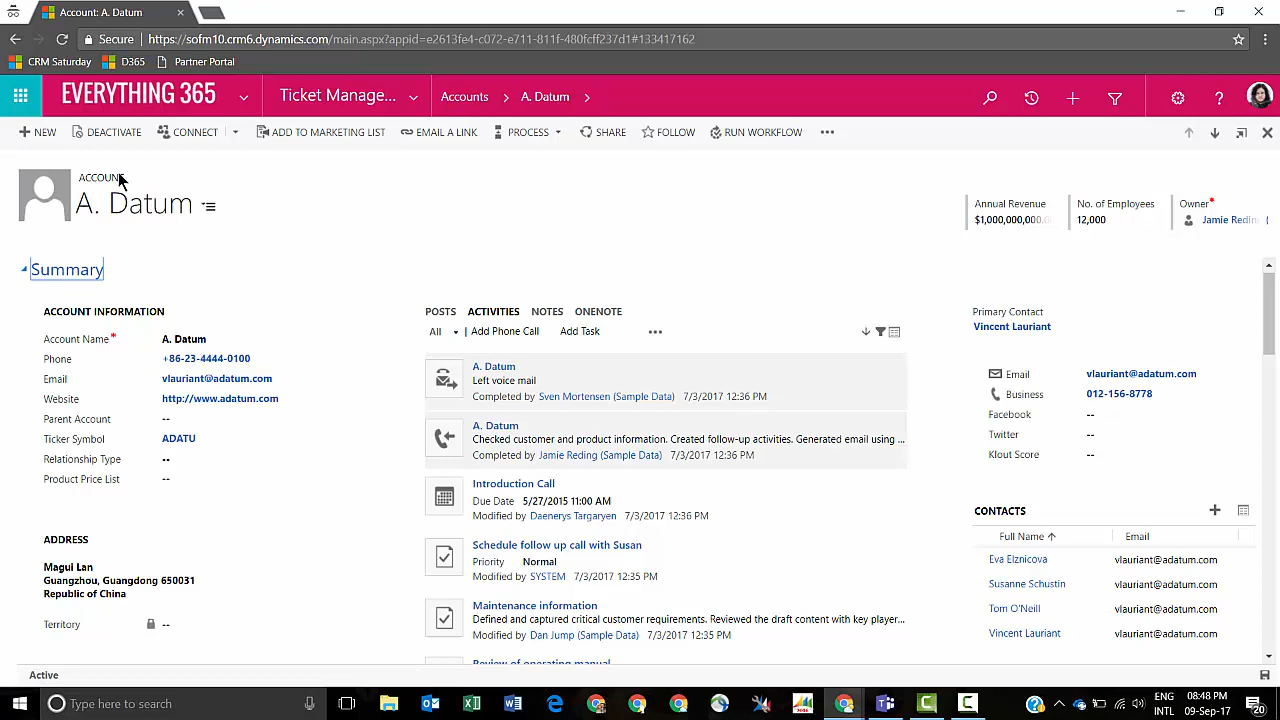 Account: A. Datum
Secure
https://sofm10.crm6.dynamics.com/main.aspx?appid=e2613fe4-c072-e711-811f-480fcff237d1#133417162
CRM Saturday
D365
Partner Portal
EVERYTHING 365
Ticket Manage...
Accounts
A. Datum
NEW
DEACTIVATE
CONNECT
ADD TO MARKETING LIST
EMAIL A LINK
PROCESS
SHARE
FOLLOW
RUN WORKFLOW
ACCOUNT
A. Datum
Annual Revenue
$1,000,000,000.0
No. of Employees
12,000
Owner*
Jamie Redin
Summary
ACCOUNT INFORMATION
Account Name* A. Datum
Phone +86-23-4444-0100
Email vlauriant@adatum.com
Website http://www.adatum.com
Parent Account --
Ticker Symbol ADATU
Relationship Type --
Product Price List --
ADDRESS
Magui Lan
Guangzhou, Guangdong 650031
Republic of China
Territory --
POSTS ACTIVITIES NOTES ONENOTE
All Add Phone Call Add Task
A. Datum
Left voice mail
Completed by Sven Mortensen (Sample Data) 7/3/2017 12:36 PM
A. Datum
Checked customer and product information. Created follow-up activities. Generated email using ...
Completed by Jamie Reding (Sample Data) 7/3/2017 12:36 PM
Introduction Call
Due Date 5/27/2015 11:00 AM
Modified by Daenerys Targaryen 7/3/2017 12:36 PM
Schedule follow up call with Susan
Priority Normal
Modified by SYSTEM 7/3/2017 12:35 PM
Maintenance information
Defined and captured critical customer requirements. Reviewed the draft content with key player...
Modified by Dan Jump (Sample Data) 7/3/2017 12:35 PM
Review of operating manual
Primary Contact
Vincent Lauriant
Email vlauriant@adatum.com
Business 012-156-8778
Facebook --
Twitter --
Klout Score --
CONTACTS
Full Name Email
Eva Elznicova vlauriant@adatum.com
Susanne Schustin vlauriant@adatum.com
Tom O'Neill vlauriant@adatum.com
Vincent Lauriant vlauriant@adatum.com
Active
Type here to search
ENG
INTL
08:48 PM
09-Sep-17
20